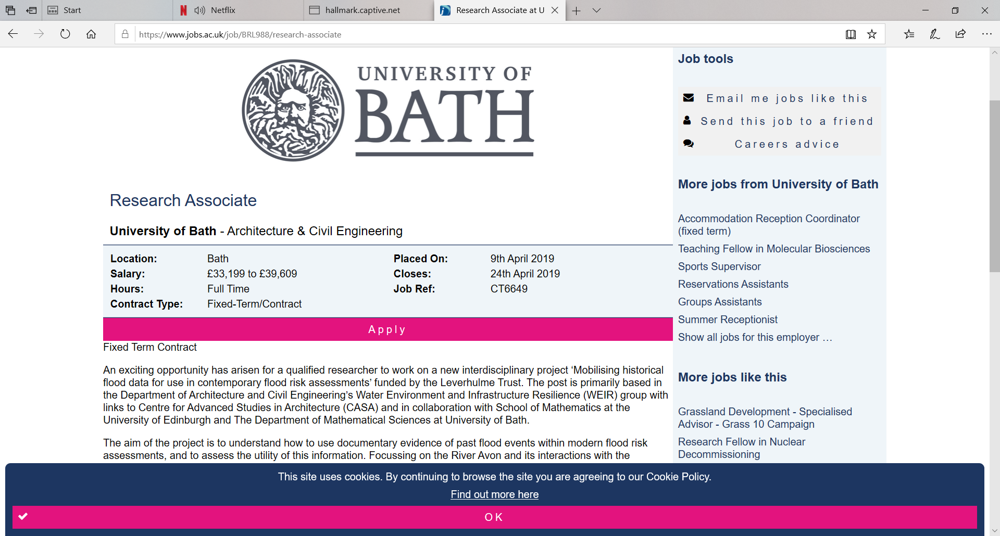 Start
Netflix
hallmark.captive.net
Research Associate at U
https://www.jobs.ac.uk/job/BRL988/research-associate
UNIVERSITY OF
BATH
Research Associate
University of Bath - Architecture & Civil Engineering
Location: Bath Placed On: 9th April 2019
Salary: £33,199 to £39,609 Closes: 24th April 2019
Hours: Full Time Job Ref: CT6649
Contract Type: Fixed-Term/Contract
Apply
Fixed Term Contract
An exciting opportunity has arisen for a qualified researcher to work on a new interdisciplinary project ‘Mobilising historical
flood data for use in contemporary flood risk assessments’ funded by the Leverhulme Trust. The post is primarily based in
the Department of Architecture and Civil Engineering’s Water Environment and Infrastructure Resilience (WEIR) group with
links to Centre for Advanced Studies in Architecture (CASA) and in collaboration with School of Mathematics at the
University of Edinburgh and The Department of Mathematical Sciences at University of Bath.
The aim of the project is to understand how to use documentary evidence of past flood events within modern flood risk
assessments, and to assess the utility of this information. Focussing on the River Avon and its interactions with the
Job tools
Email me jobs like this
Send this job to a friend
Careers advice
More jobs from University of Bath
Accommodation Reception Coordinator
(fixed term)
Teaching Fellow in Molecular Biosciences
Sports Supervisor
Reservations Assistants
Groups Assistants
Summer Receptionist
Show all jobs for this employer …
More jobs like this
Grassland Development - Specialised
Advisor - Grass 10 Campaign
Research Fellow in Nuclear
Decommissioning
This site uses cookies. By continuing to browse the site you are agreeing to our Cookie Policy.
Find out more here
OK